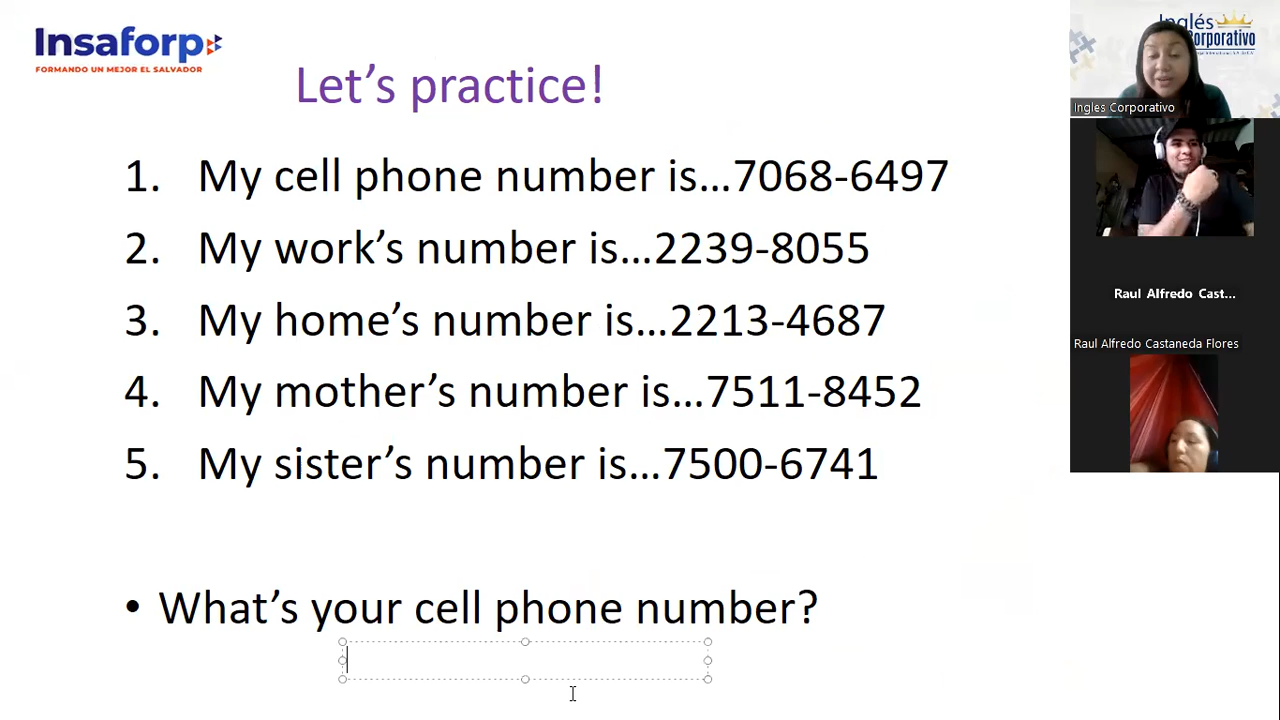 Insaforp
FORMANDO UN MEJOR EL SALVADOR
Let's practice!
1. My cell phone number is...7068-6497
2. My work's number is...2239-8055
3. My home's number is...2213-4687
4. My mother's number is...7511-8452
5. My sister's number is...7500-6741
• What's your cell phone number?
Inglés
Corporativo
Ingles Corporativo
Raul Alfredo Cast...
Raul Alfredo Castaneda Flores